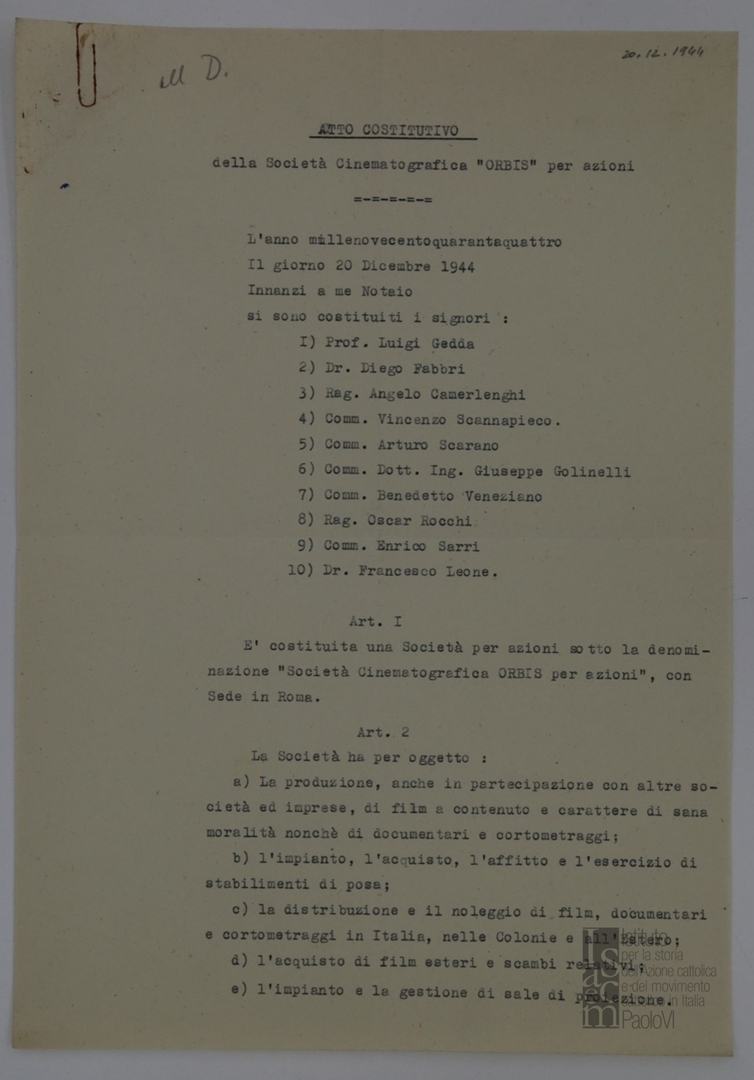 20.12.1944
M D.
ATTO COSTITUTIVO
della Società Cinematografica "ORBIS" per azioni
=-=-=-=-=
L'anno millenovecentoquarantaquattro
Il giorno 20 Dicembre 1944
Innanzi a me Notaio
si sono costituiti i signori :
I) Prof. Luigi Gedda
2) Dr. Diego Fabbri
3) Rag. Angelo Camerlenghi
4) Comm. Vincenzo Scannapieco.
5) Comm. Arturo Scarano
6) Comm. Dott. Ing. Giuseppe Golinelli
7) Comm. Benedetto Veneziano
8) Rag. Oscar Rocchi
9) Comm. Enrico Sarri
10) Dr. Francesco Leone.
Art. I
E' costituita una Società per azioni sotto la denomi-
nazione "Società Cinematografica ORBIS per azioni", con
Sede in Roma.
Art. 2
La Società ha per oggetto :
a) La produzione, anche in partecipazione con altre so-
cietà ed imprese, di film a contenuto e carattere di sana
moralità nonchè di documentari e cortometraggi;
b) l'impianto, l'acquisto, l'affitto e l'esercizio di
stabilimenti di posa;
c) la distribuzione e il noleggio di film, documentari
e cortometraggi in Italia, nelle Colonie e all'Estero;
d) l'acquisto di film esteri e scambi relativi;
e) l'impianto e la gestione di sale di proiezione.
Isacem
Istituto
per la storia
dell'Azione cattolica
e del movimento
cattolico in Italia
PaoloVI